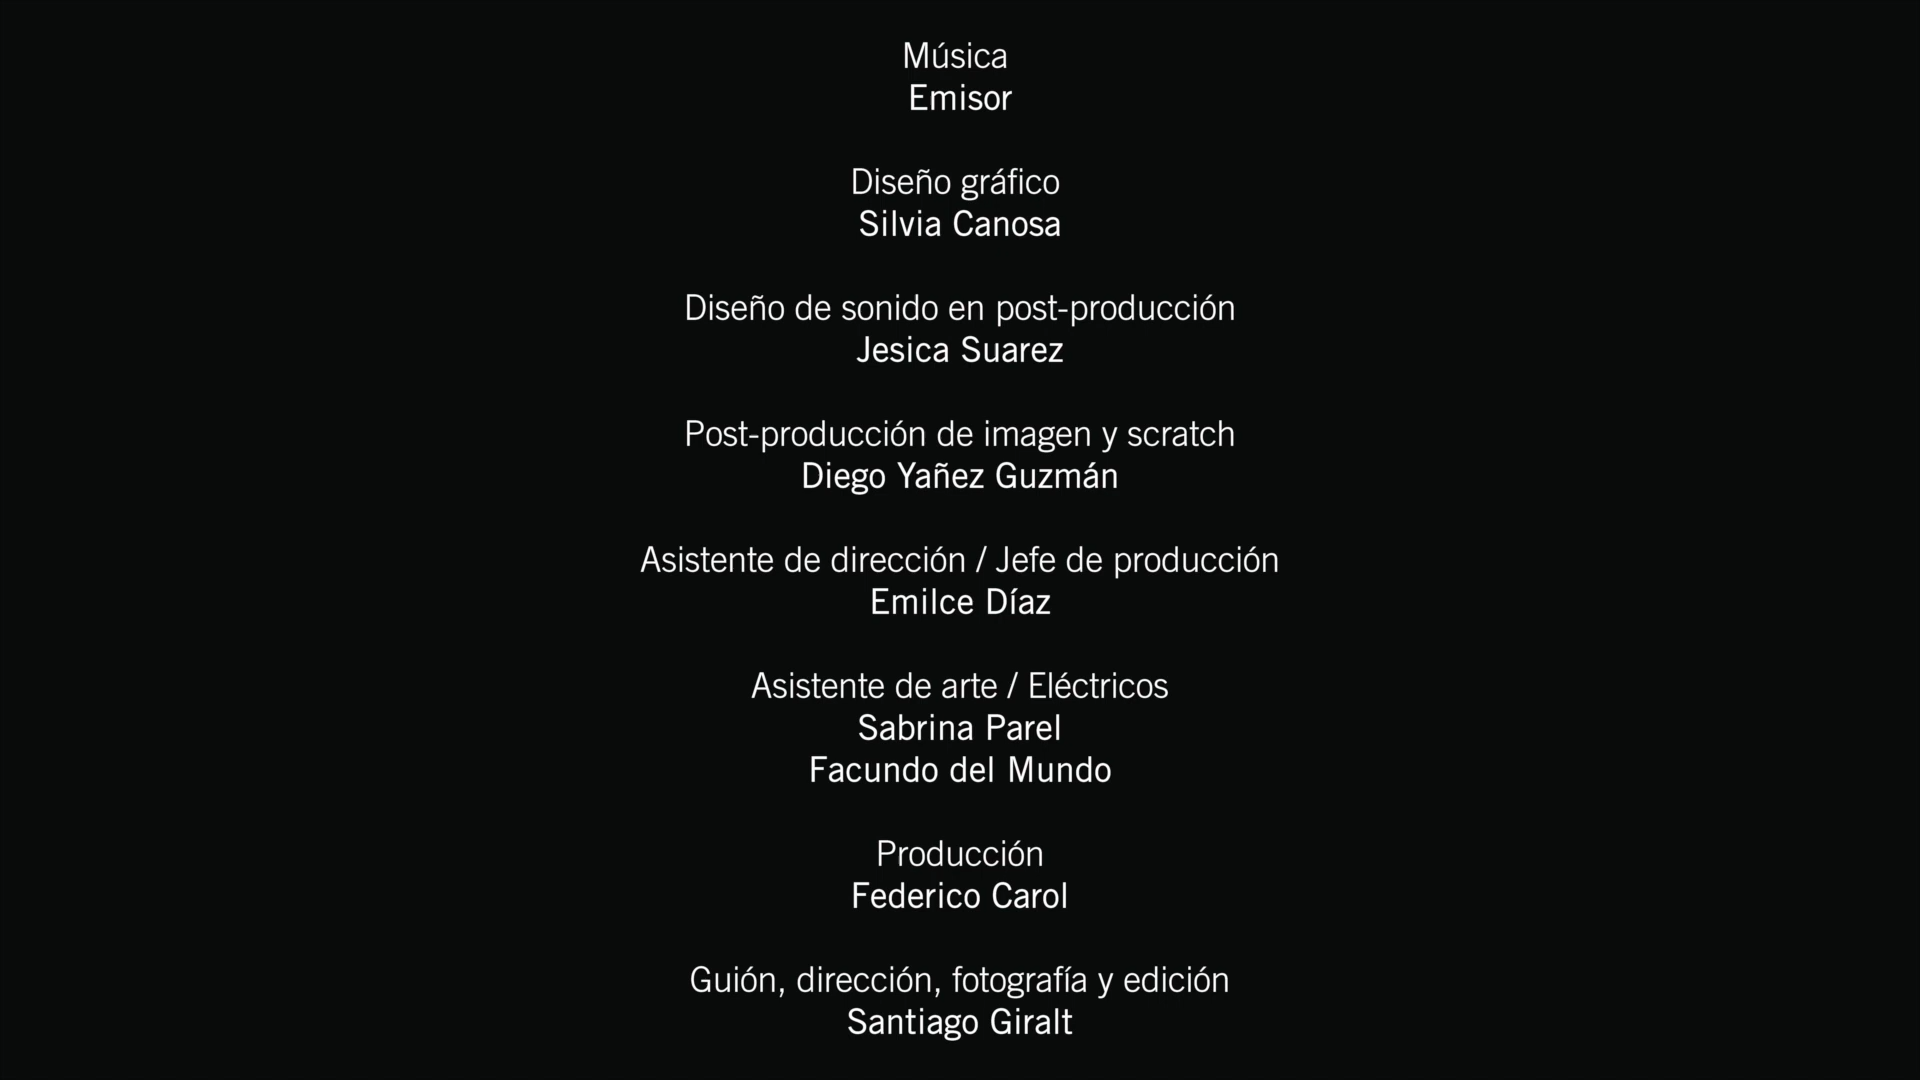 Música
Emisor
Diseño gráfico
Silvia Canosa
Diseño de sonido en post-producción
Jesica Suarez
Post-producción de imagen y scratch
Diego Yañez Guzmán
Asistente de dirección / Jefe de producción
Emilce Díaz
Asistente de arte / Eléctricos
Sabrina Parel
Facundo del Mundo
Producción
Federico Carol
Guión, dirección, fotografía y edición
Santiago Giralt